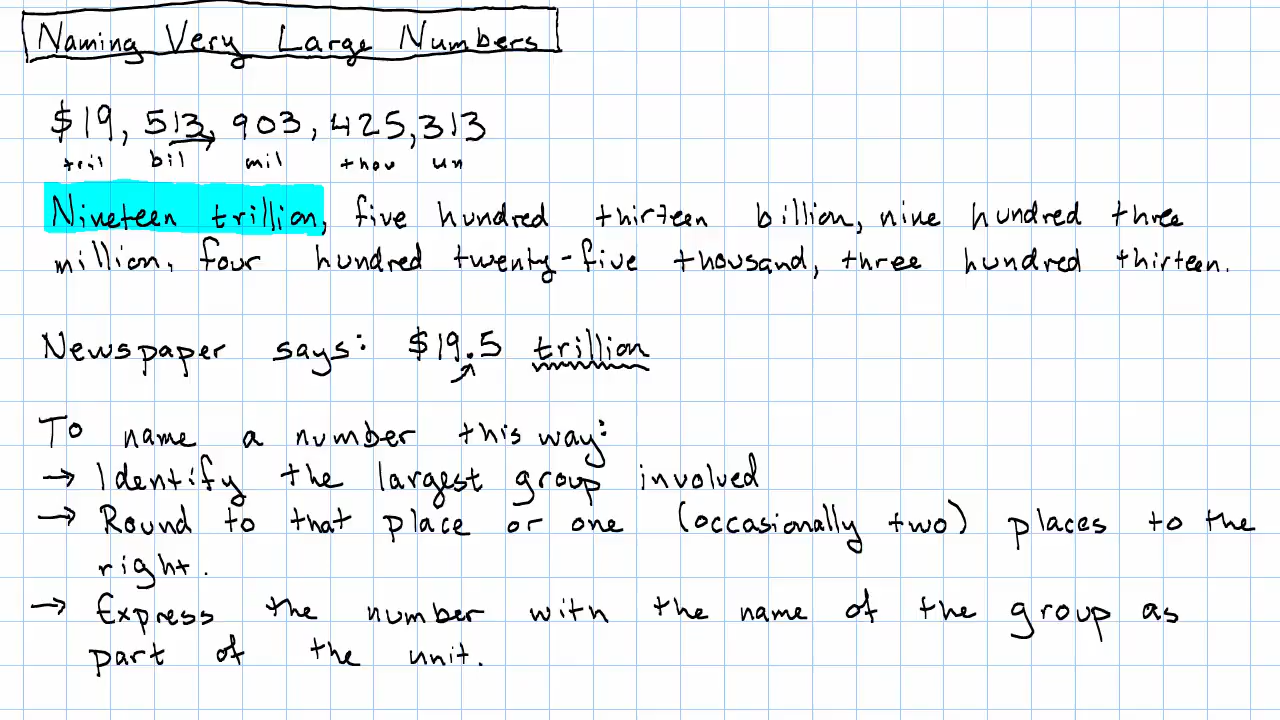 Naming Very Large Numbers
$19, 513, 903, 425, 313
tril bil mil thou un
Nineteen trillion, five hundred thirteen billion, nine hundred three
million, four hundred twenty-five thousand, three hundred thirteen.
Newspaper says: $19.5 trillion
To name a number this way:
→ Identify the largest group involved
→ Round to that place or one (occasionally two) places to the
right.
→ Express the number with the name of the group as
part of the unit.